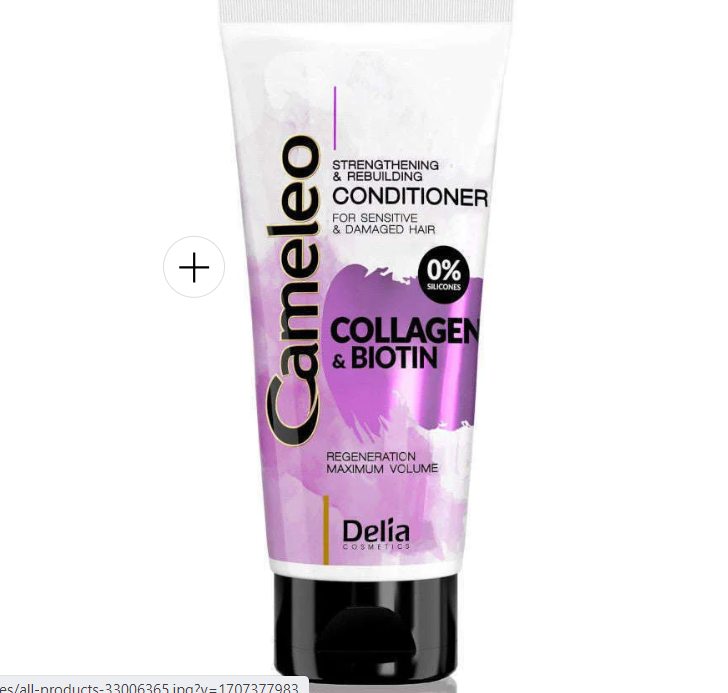 Cameleo
STRENGTHENING
& REBUILDING
CONDITIONER
FOR SENSITIVE
& DAMAGED HAIR
0%
SILICONES
COLLAGEN
& BIOTIN
REGENERATION
MAXIMUM VOLUME
Delia
COSMETICS
es/all-products-33006365.jpg?v=1707377983